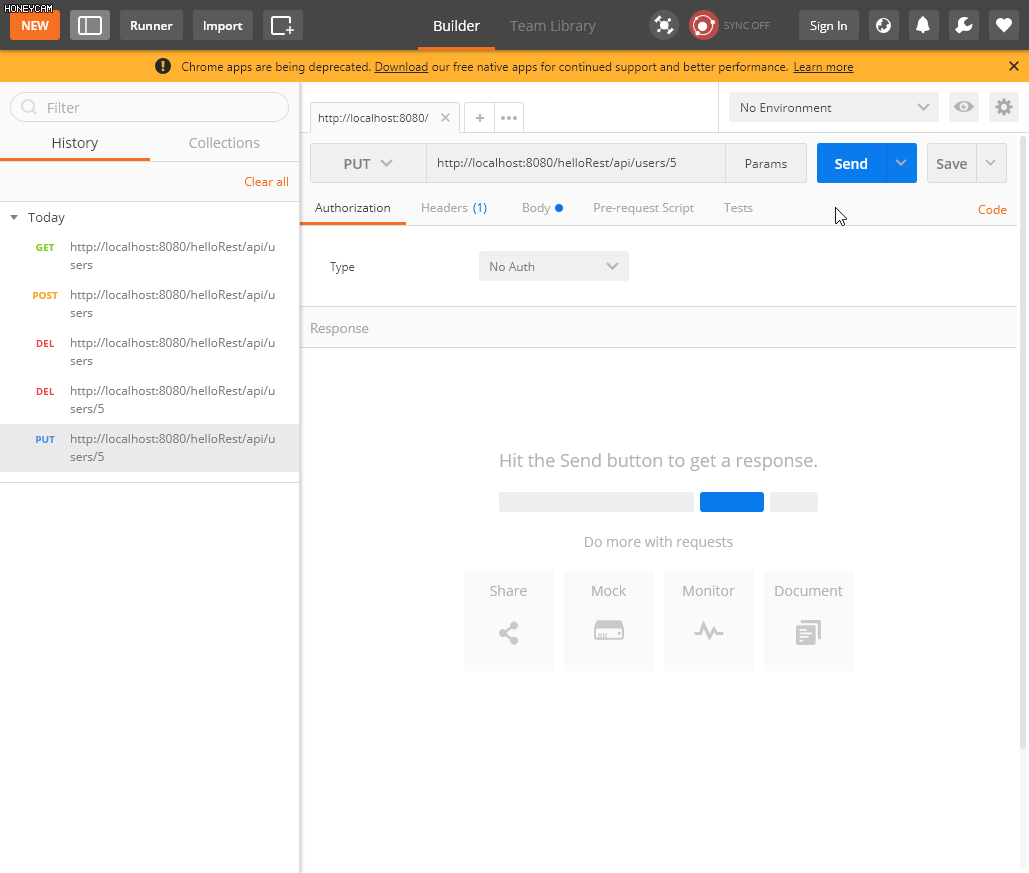 HONEYCAM
NEW
Runner
Import
Builder
Team Library
SYNC OFF
Sign In
Chrome apps are being deprecated. Download our free native apps for continued support and better performance. Learn more
Filter
History
Collections
Clear all
Today
GET http://localhost:8080/helloRest/api/u
sers
POST http://localhost:8080/helloRest/api/u
sers
DEL http://localhost:8080/helloRest/api/u
sers
DEL http://localhost:8080/helloRest/api/u
sers/5
PUT http://localhost:8080/helloRest/api/u
sers/5
http://localhost:8080/
No Environment
PUT
http://localhost:8080/helloRest/api/users/5
Params
Send
Save
Authorization
Headers (1)
Body
Pre-request Script
Tests
Code
Type
No Auth
Response
Hit the Send button to get a response.
Do more with requests
Share
Mock
Monitor
Document